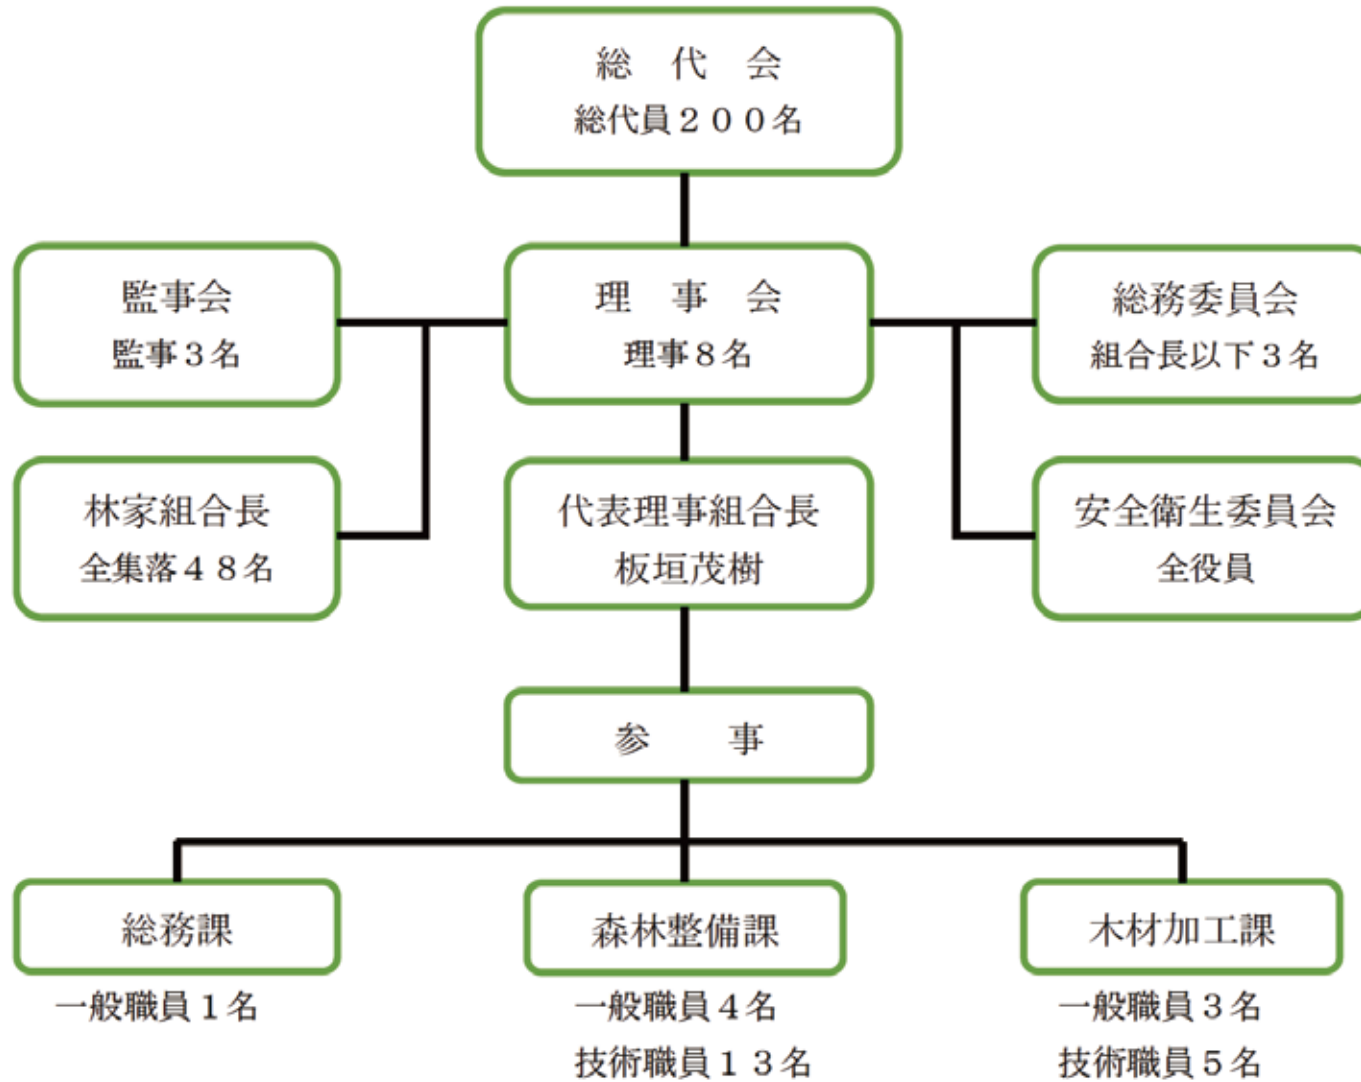 総　代　会
総代員２００名
監事会
監事３名
理　事　会
理事８名
総務委員会
組合長以下３名
林家組合長
全集落４８名
代表理事組合長
板垣茂樹
安全衛生委員会
全役員
参　　事
総務課
一般職員１名
森林整備課
一般職員４名
技術職員１３名
木材加工課
一般職員３名
技術職員５名